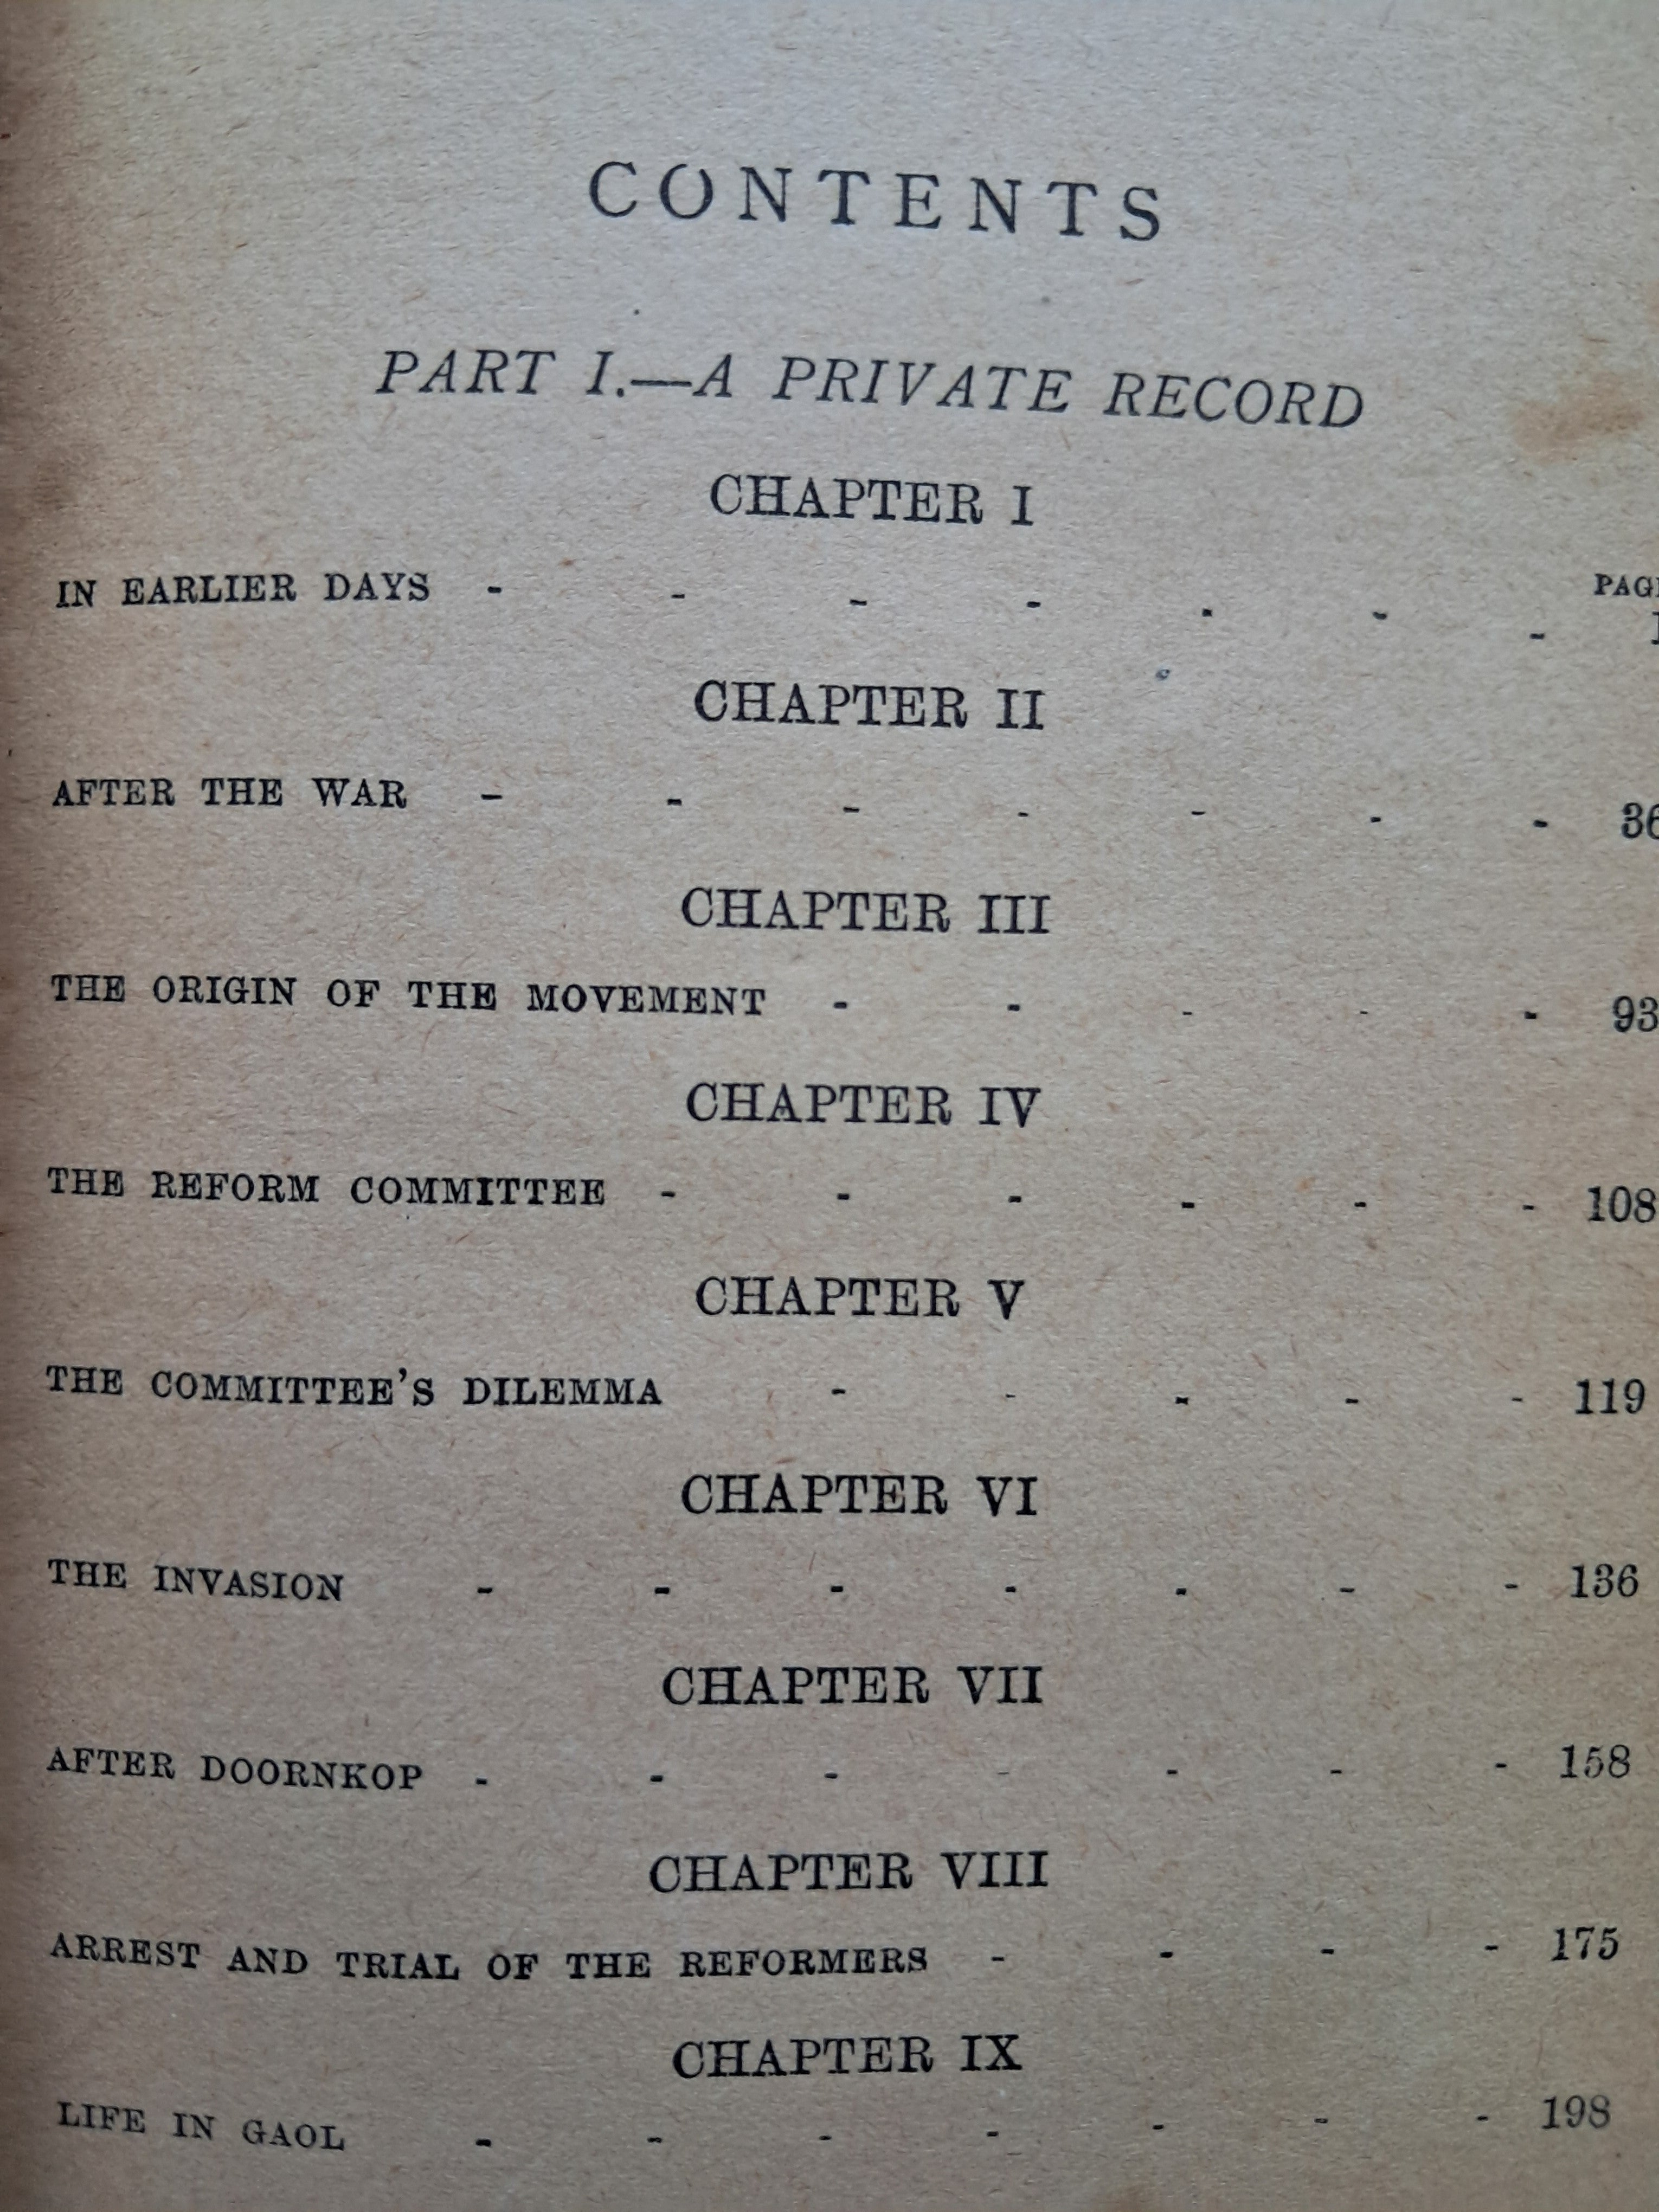 CONTENTS
PART I.—A PRIVATE RECORD
CHAPTER I
PAGE
IN EARLIER DAYS - - - - - - - 1
CHAPTER II
AFTER THE WAR - - - - - - - 36
CHAPTER III
THE ORIGIN OF THE MOVEMENT - - - - - 93
CHAPTER IV
THE REFORM COMMITTEE - - - - - - 108
CHAPTER V
THE COMMITTEE'S DILEMMA - - - - - 119
CHAPTER VI
THE INVASION - - - - - - - 136
CHAPTER VII
AFTER DOORNKOP - - - - - - - 158
CHAPTER VIII
ARREST AND TRIAL OF THE REFORMERS - - - - 175
CHAPTER IX
LIFE IN GAOL - - - - - - - 198